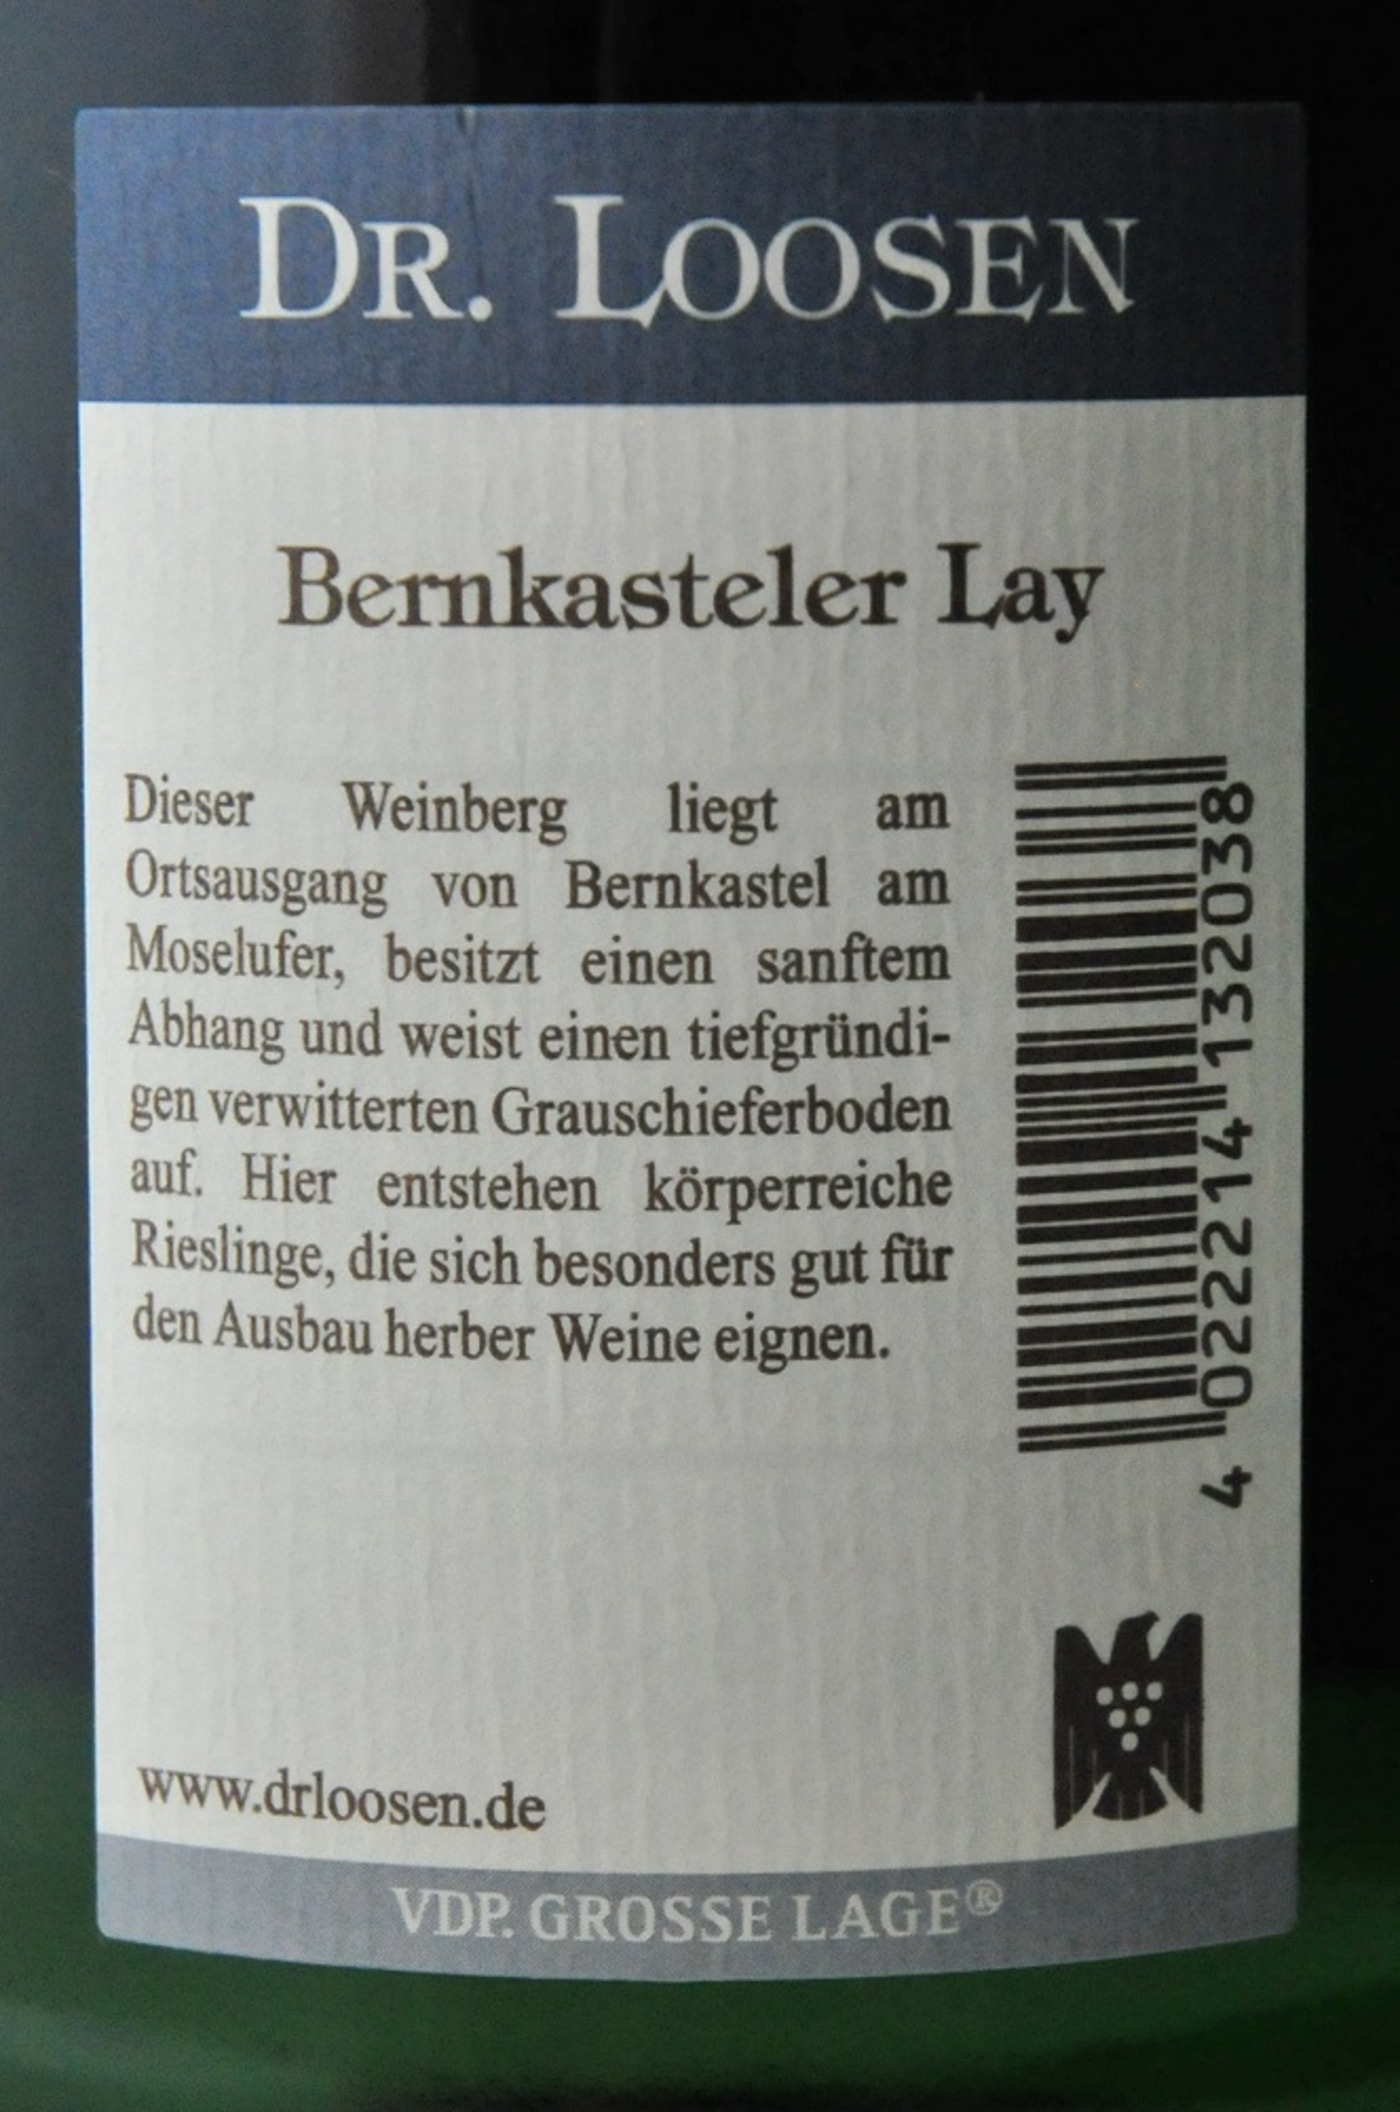 DR. LOOSEN
Bernkasteler Lay
Dieser Weinberg liegt am
Ortsausgang von Bernkastel am
Moselufer, besitzt einen sanftem
Abhang und weist einen tiefgründi-
gen verwitterten Grauschieferboden
auf. Hier entstehen körperreiche
Rieslinge, die sich besonders gut für
den Ausbau herber Weine eignen.
4 022214 132038
www.drloosen.de
VDP. GROSSE LAGE®